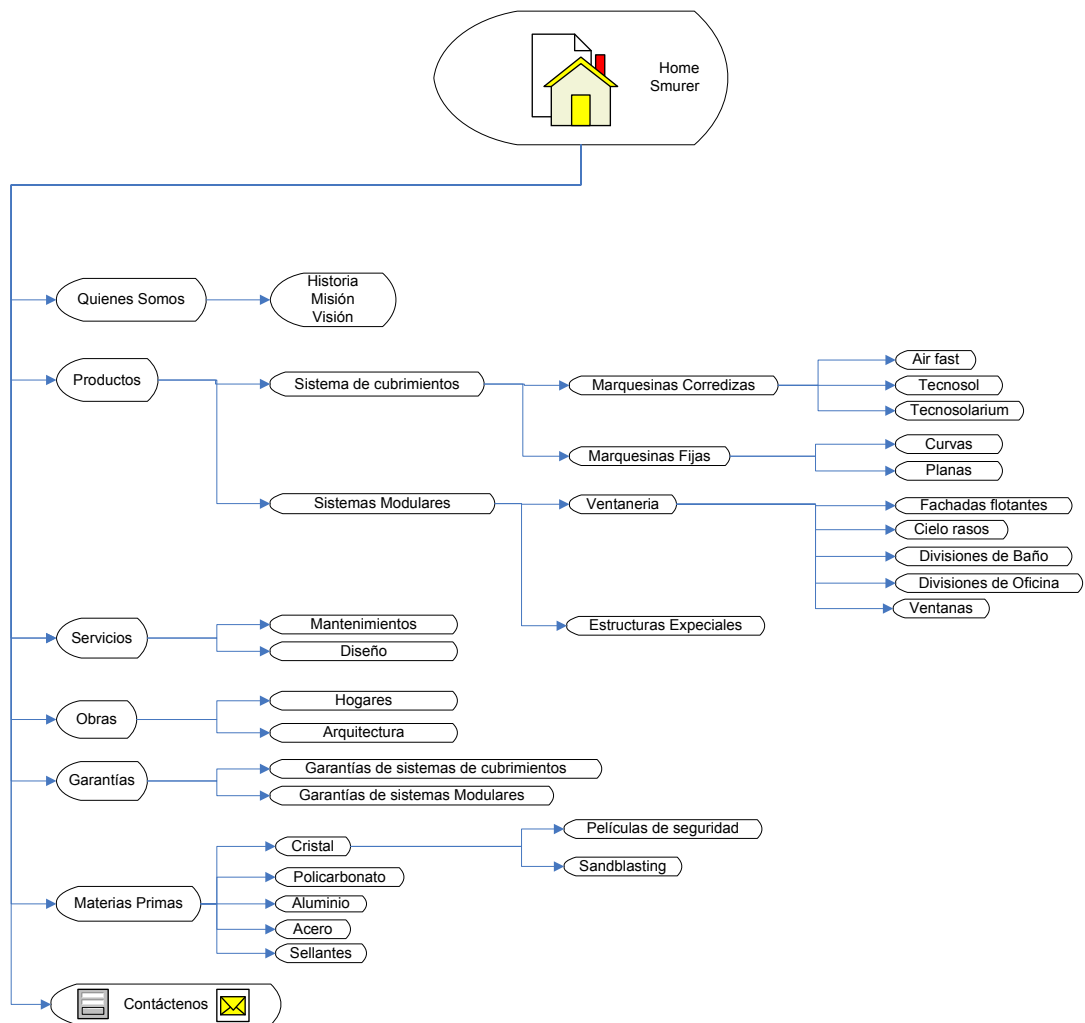 Home
Smurer
Quienes Somos
Historia
Misión
Visión
Productos
Sistema de cubrimientos
Marquesinas Corredizas
Air fast
Tecnosol
Tecnosolarium
Marquesinas Fijas
Curvas
Planas
Sistemas Modulares
Ventaneria
Fachadas flotantes
Cielo rasos
Divisiones de Baño
Divisiones de Oficina
Ventanas
Estructuras Expeciales
Servicios
Mantenimientos
Diseño
Obras
Hogares
Arquitectura
Garantías
Garantías de sistemas de cubrimientos
Garantías de sistemas Modulares
Materias Primas
Cristal
Películas de seguridad
Sandblasting
Policarbonato
Aluminio
Acero
Sellantes
Contáctenos